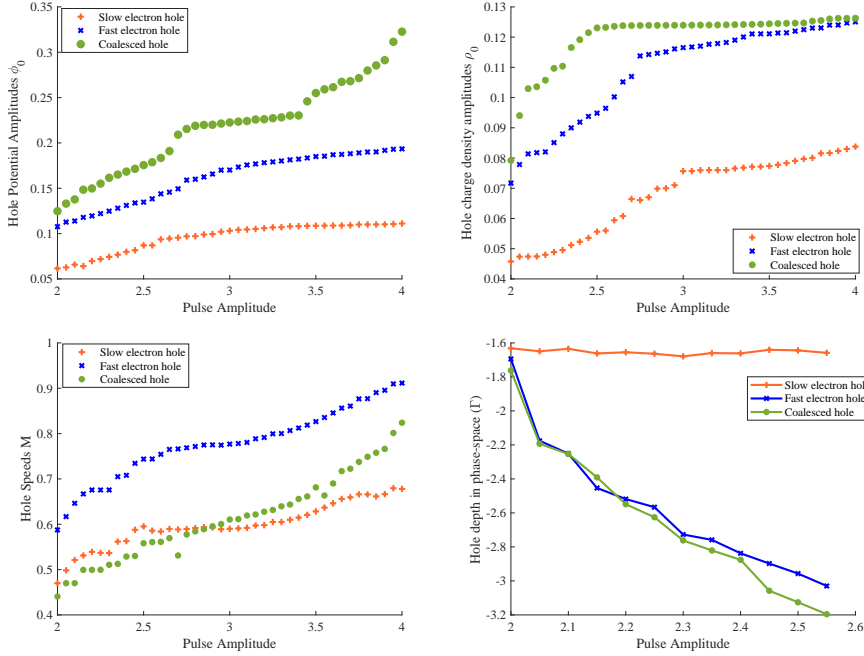 0.35
0.3
0.25
0.2
0.15
0.1
0.05
Hole Potential Amplitudes ϕ0
Slow electron hole
Fast electron hole
Coalesced hole
2
2.5
3
3.5
4
Pulse Amplitude
0.13
0.12
0.11
0.1
0.09
0.08
0.07
0.06
0.05
0.04
Hole charge density amplitudes ρ0
Slow electron hole
Fast electron hole
Coalesced hole
2
2.5
3
3.5
4
Pulse Amplitude
1
0.9
0.8
0.7
0.6
0.5
0.4
Hole Speeds M
Slow electron hole
Fast electron hole
Coalesced hole
2
2.5
3
3.5
4
Pulse Amplitude
-1.6
-1.8
-2
-2.2
-2.4
-2.6
-2.8
-3
-3.2
Hole depth in phase-space (Γ)
Slow electron hole
Fast electron hole
Coalesced hole
2
2.1
2.2
2.3
2.4
2.5
2.6
Pulse Amplitude